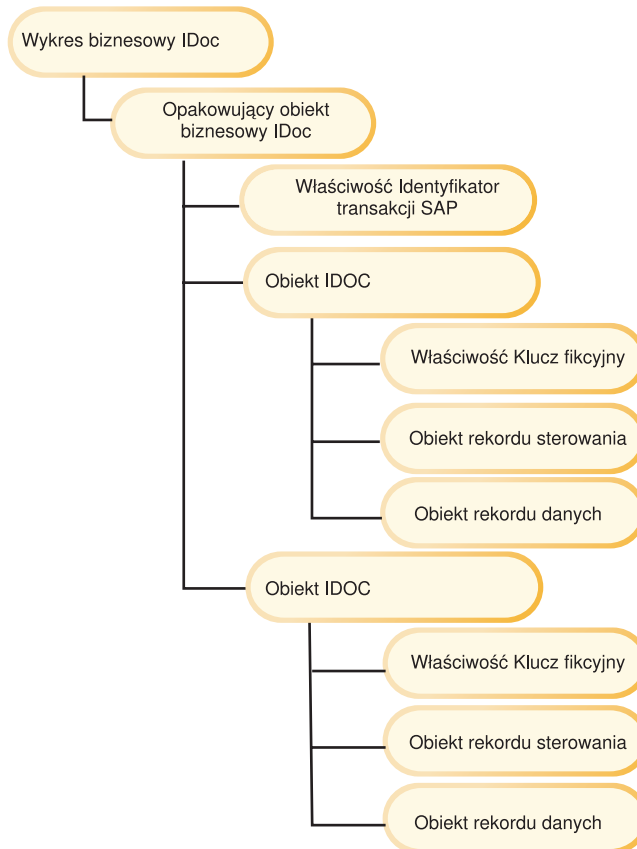 Wykres biznesowy IDoc
Opakowujący obiekt
biznesowy IDoc
Właściwość Identyfikator
transakcji SAP
Obiekt IDOC
Właściwość Klucz fikcyjny
Obiekt rekordu sterowania
Obiekt rekordu danych
Obiekt IDOC
Właściwość Klucz fikcyjny
Obiekt rekordu sterowania
Obiekt rekordu danych